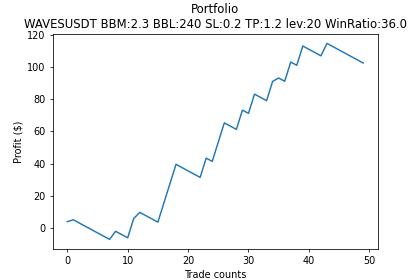 Portfolio
WAVESUSDT BBM:2.3 BBL:240 SL:0.2 TP:1.2 lev:20 WinRatio:36.0
120
100
80
60
40
20
0
Profit ($)
0 10 20 30 40 50
Trade counts